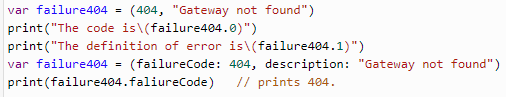 var failure404 = (404, "Gateway not found")
print("The code is\(failure404.0)")
print("The definition of error is\(failure404.1)")
var failure404 = (failureCode: 404, description: "Gateway not found")
print(failure404.faliureCode)   // prints 404.